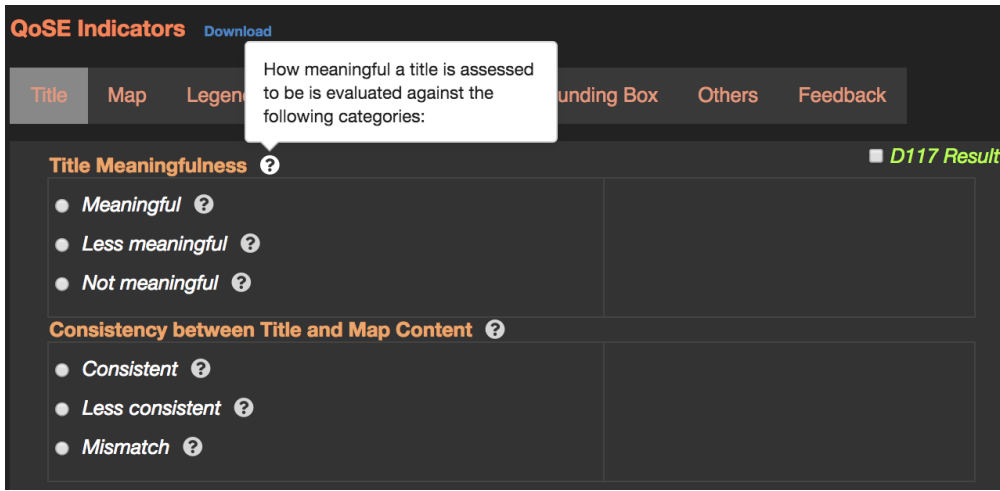 QoSE Indicators Download
How meaningful a title is assessed
to be is evaluated against the
following categories:
Title Map Legen unding Box Others Feedback
Title Meaningfulness ?
D117 Result
Meaningful ?
Less meaningful ?
Not meaningful ?
Consistency between Title and Map Content ?
Consistent ?
Less consistent ?
Mismatch ?